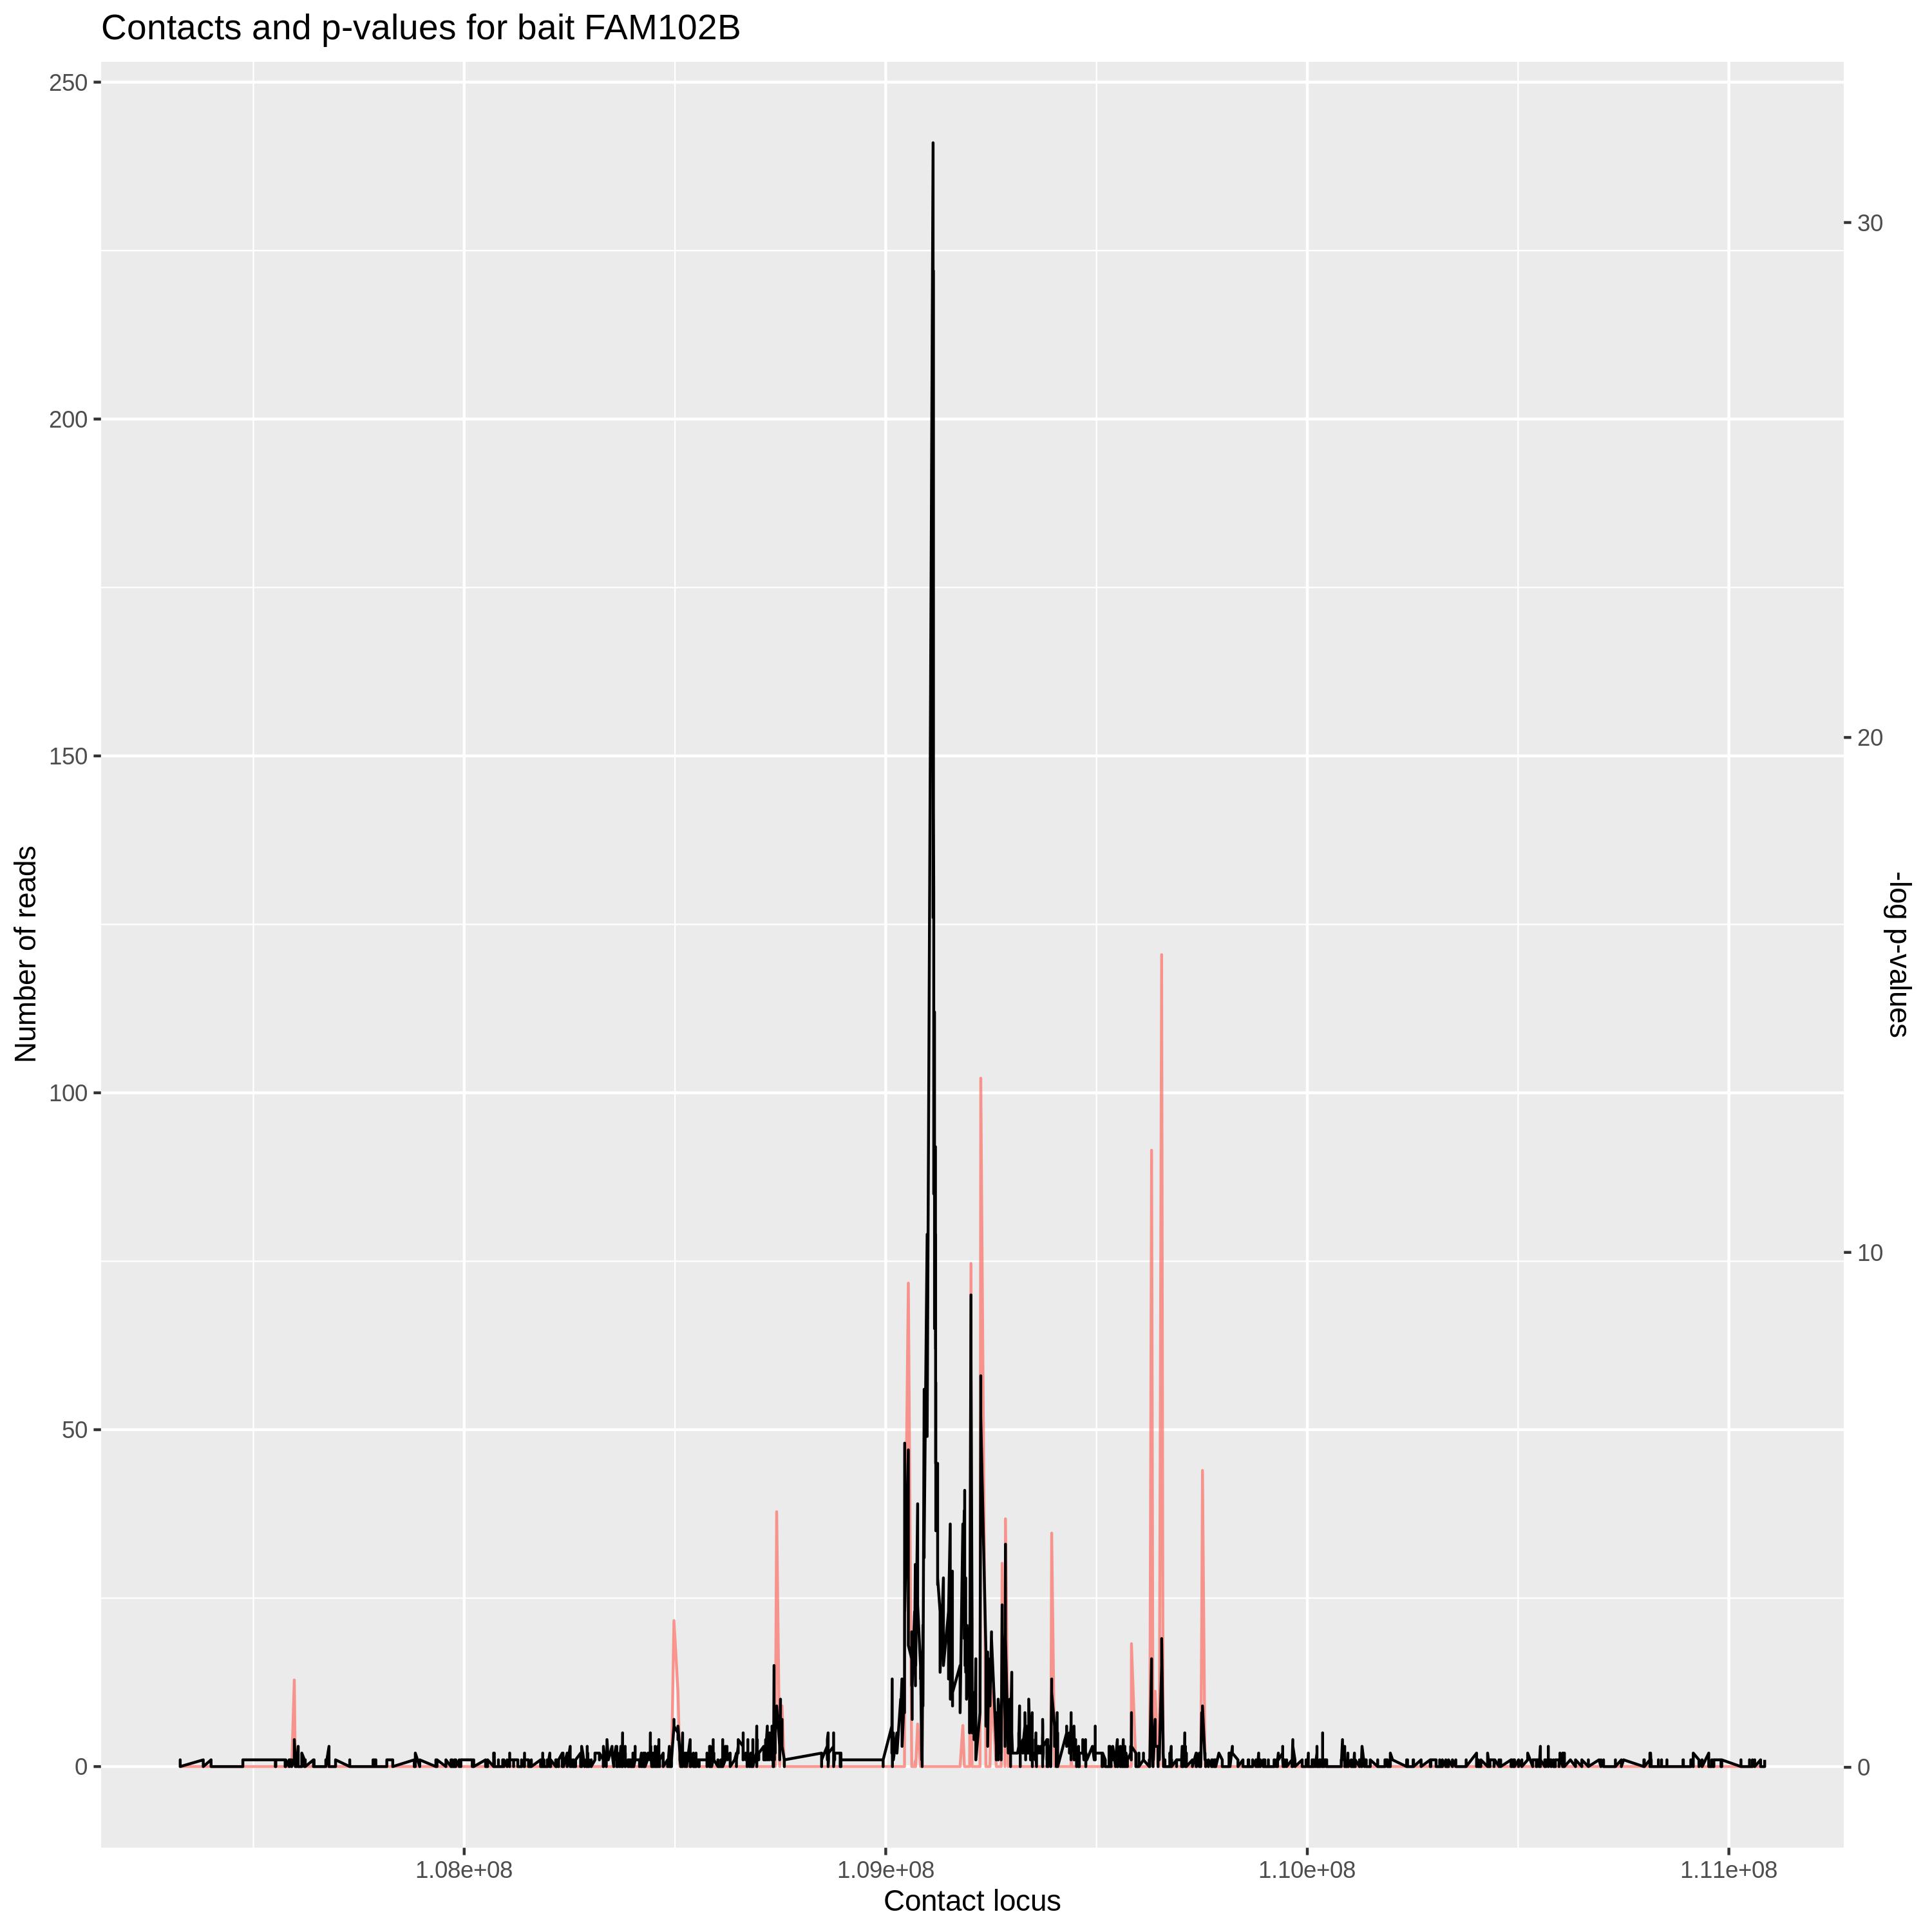 Contacts and p-values for bait FAM102B
250
200
150
100
50
0
Number of reads
30
20
10
0
-log p-values
1.08e+08
1.09e+08
1.10e+08
1.11e+08
Contact locus